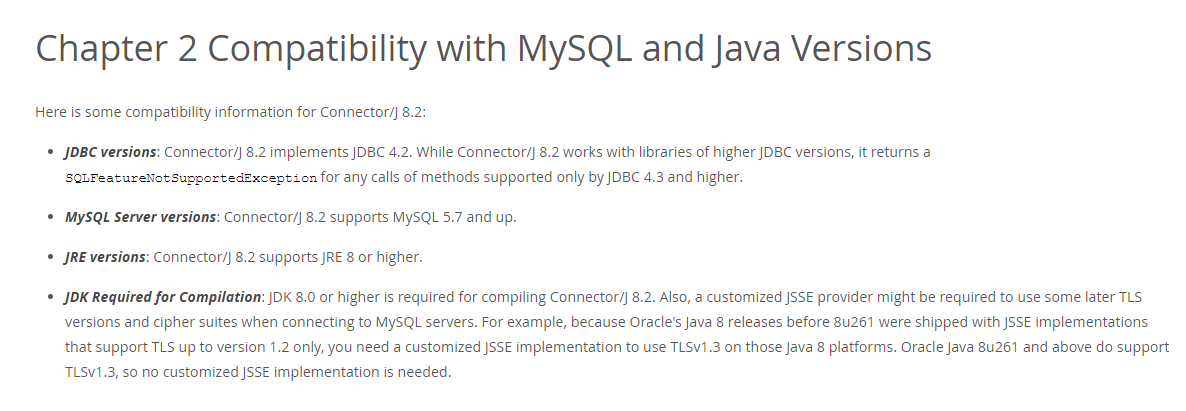 Chapter 2 Compatibility with MySQL and Java Versions
Here is some compatibility information for Connector/J 8.2:
• JDBC versions: Connector/J 8.2 implements JDBC 4.2. While Connector/J 8.2 works with libraries of higher JDBC versions, it returns a
SQLFeatureNotSupportedException for any calls of methods supported only by JDBC 4.3 and higher.
• MySQL Server versions: Connector/J 8.2 supports MySQL 5.7 and up.
• JRE versions: Connector/J 8.2 supports JRE 8 or higher.
• JDK Required for Compilation: JDK 8.0 or higher is required for compiling Connector/J 8.2. Also, a customized JSSE provider might be required to use some later TLS
versions and cipher suites when connecting to MySQL servers. For example, because Oracle's Java 8 releases before 8u261 were shipped with JSSE implementations
that support TLS up to version 1.2 only, you need a customized JSSE implementation to use TLSv1.3 on those Java 8 platforms. Oracle Java 8u261 and above do support
TLSv1.3, so no customized JSSE implementation is needed.